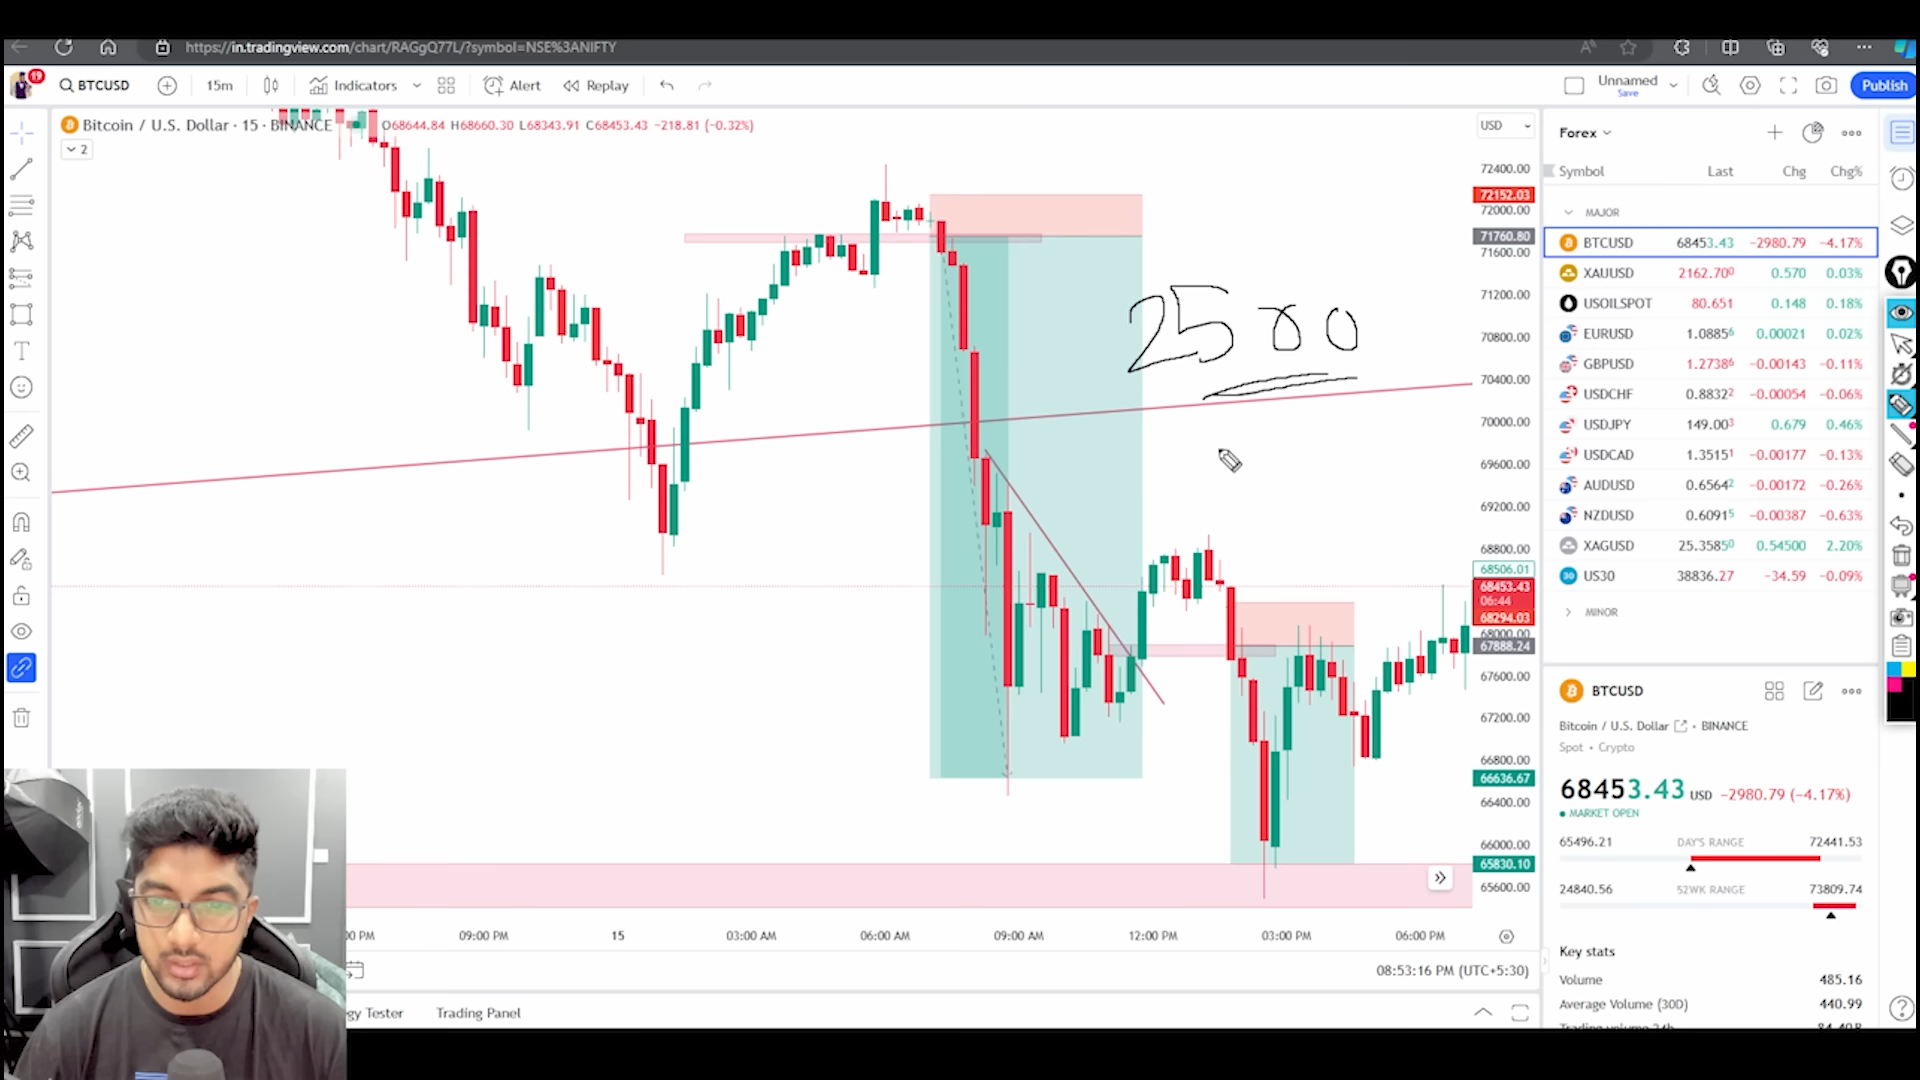 https://in.tradingview.com/chart/RAGgQ77L/?symbol=NSE%3ANIFTY
19
BTCUSD
15m
Indicators
Alert
Replay
Unnamed
Save
Publish
Bitcoin / U.S. Dollar · 15 · BINANCE
O68644.84 H68660.30 L68343.91 C68453.43 −218.81 (−0.32%)
2
USD
72400.00
72152.03
72000.00
71760.80
71600.00
71200.00
70800.00
70400.00
70000.00
69600.00
69200.00
68800.00
68506.01
68453.43
06:44
68294.03
68000.00
67888.24
67600.00
67200.00
66800.00
66636.67
66400.00
66000.00
65830.10
65600.00
2500
09:00 PM
15
03:00 AM
06:00 AM
09:00 AM
12:00 PM
03:00 PM
06:00 PM
08:53:16 PM (UTC+5:30)
gy Tester
Trading Panel
Forex
Symbol Last Chg Chg%
MAJOR
BTCUSD 68453.43 −2980.79 −4.17%
XAUUSD 2162.700 0.570 0.03%
USOILSPOT 80.651 0.148 0.18%
EURUSD 1.08856 0.00021 0.02%
GBPUSD 1.27386 −0.00143 −0.11%
USDCHF 0.88322 −0.00054 −0.06%
USDJPY 149.003 0.679 0.46%
USDCAD 1.35151 −0.00177 −0.13%
AUDUSD 0.65642 −0.00172 −0.26%
NZDUSD 0.60915 −0.00387 −0.63%
XAGUSD 25.35850 0.54500 2.20%
US30 38836.27 −34.59 −0.09%
MINOR
BTCUSD
Bitcoin / U.S. Dollar · BINANCE
Spot · Crypto
68453.43 USD −2980.79 (−4.17%)
MARKET OPEN
65496.21 DAY'S RANGE 72441.53
24840.56 52WK RANGE 73809.74
Key stats
Volume 485.16
Average Volume (30D) 440.99